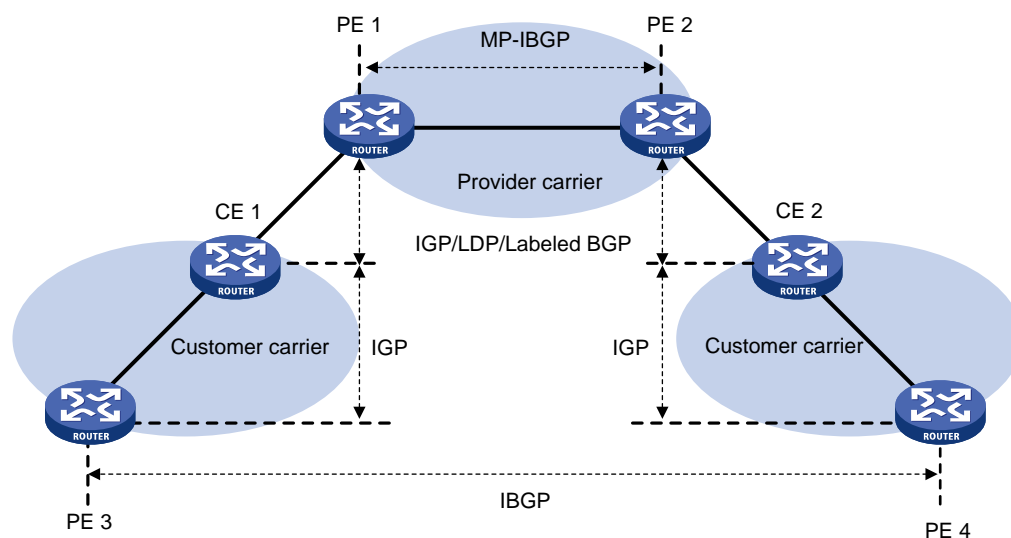 PE 1
PE 2
MP-IBGP
ROUTER
ROUTER
Provider carrier
CE 1
CE 2
IGP/LDP/Labeled BGP
ROUTER
ROUTER
Customer carrier
IGP
IGP
Customer carrier
ROUTER
ROUTER
IBGP
PE 3
PE 4